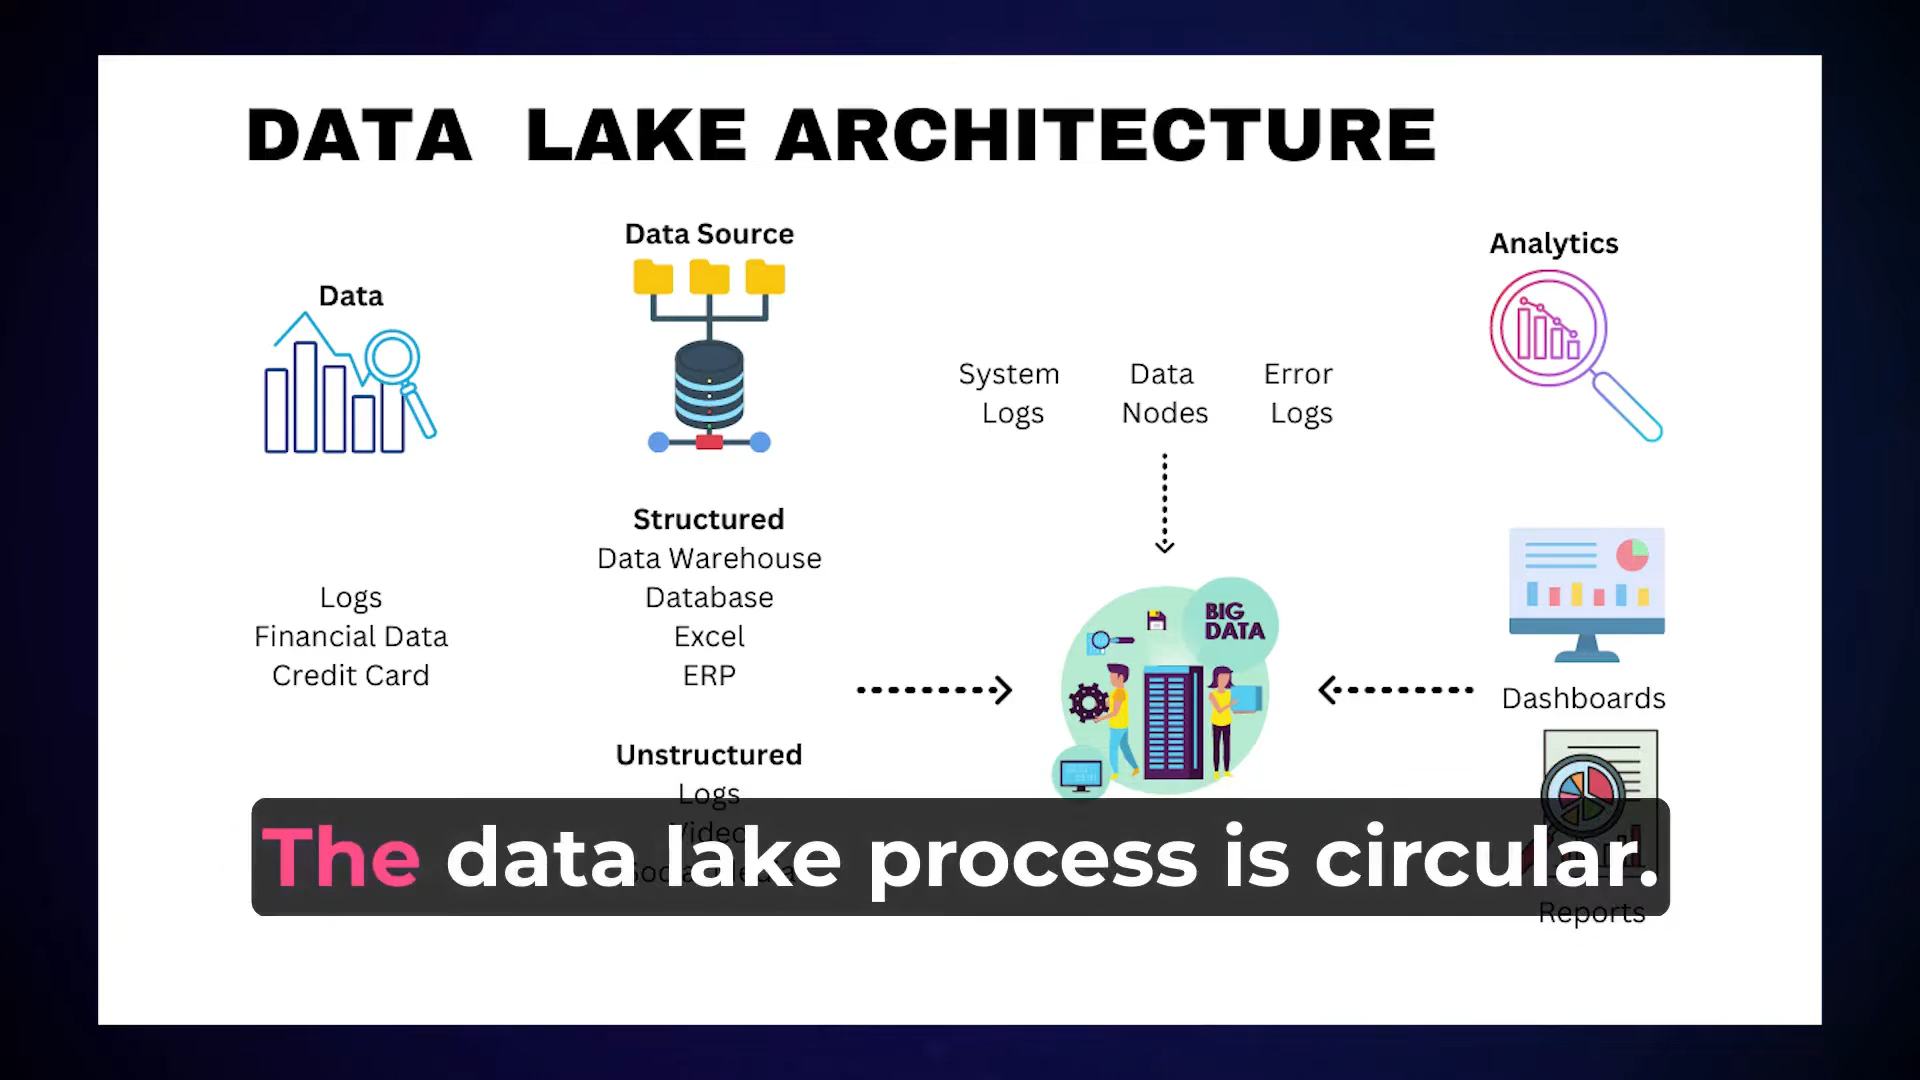 DATA LAKE ARCHITECTURE
Data
Logs
Financial Data
Credit Card
Data Source
Structured
Data Warehouse
Database
Excel
ERP
Unstructured
Logs
Video
System
Logs
Data
Nodes
Error
Logs
BIG
DATA
Analytics
Dashboards
Reports
The data lake process is circular.